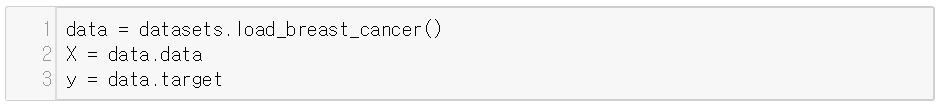 1 data = datasets.load_breast_cancer()
2 X = data.data
3 y = data.target